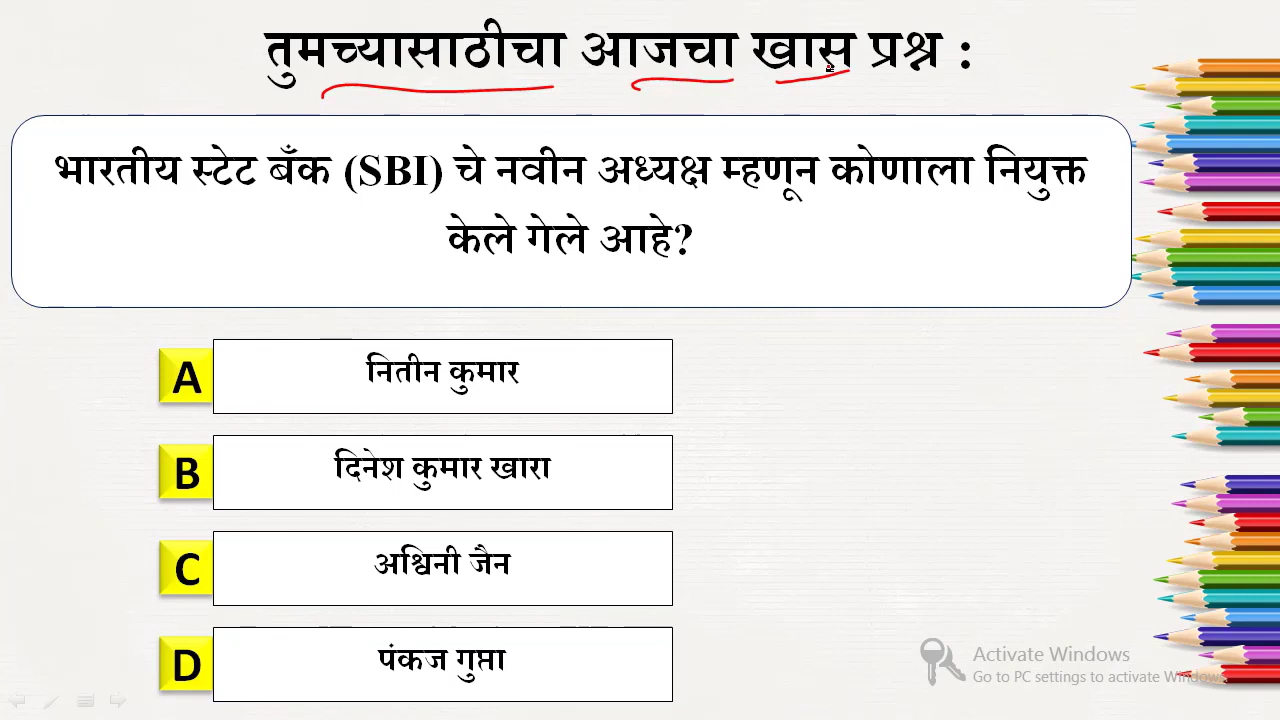 तुमच्यासाठीचा आजचा खास प्रश्न :
भारतीय स्टेट बँक (SBI) चे नवीन अध्यक्ष म्हणून कोणाला नियुक्त
केले गेले आहे?
A नितीन कुमार
B दिनेश कुमार खारा
C अश्विनी जैन
D पंकज गुप्ता
Activate Windows
Go to PC settings to activate Windows